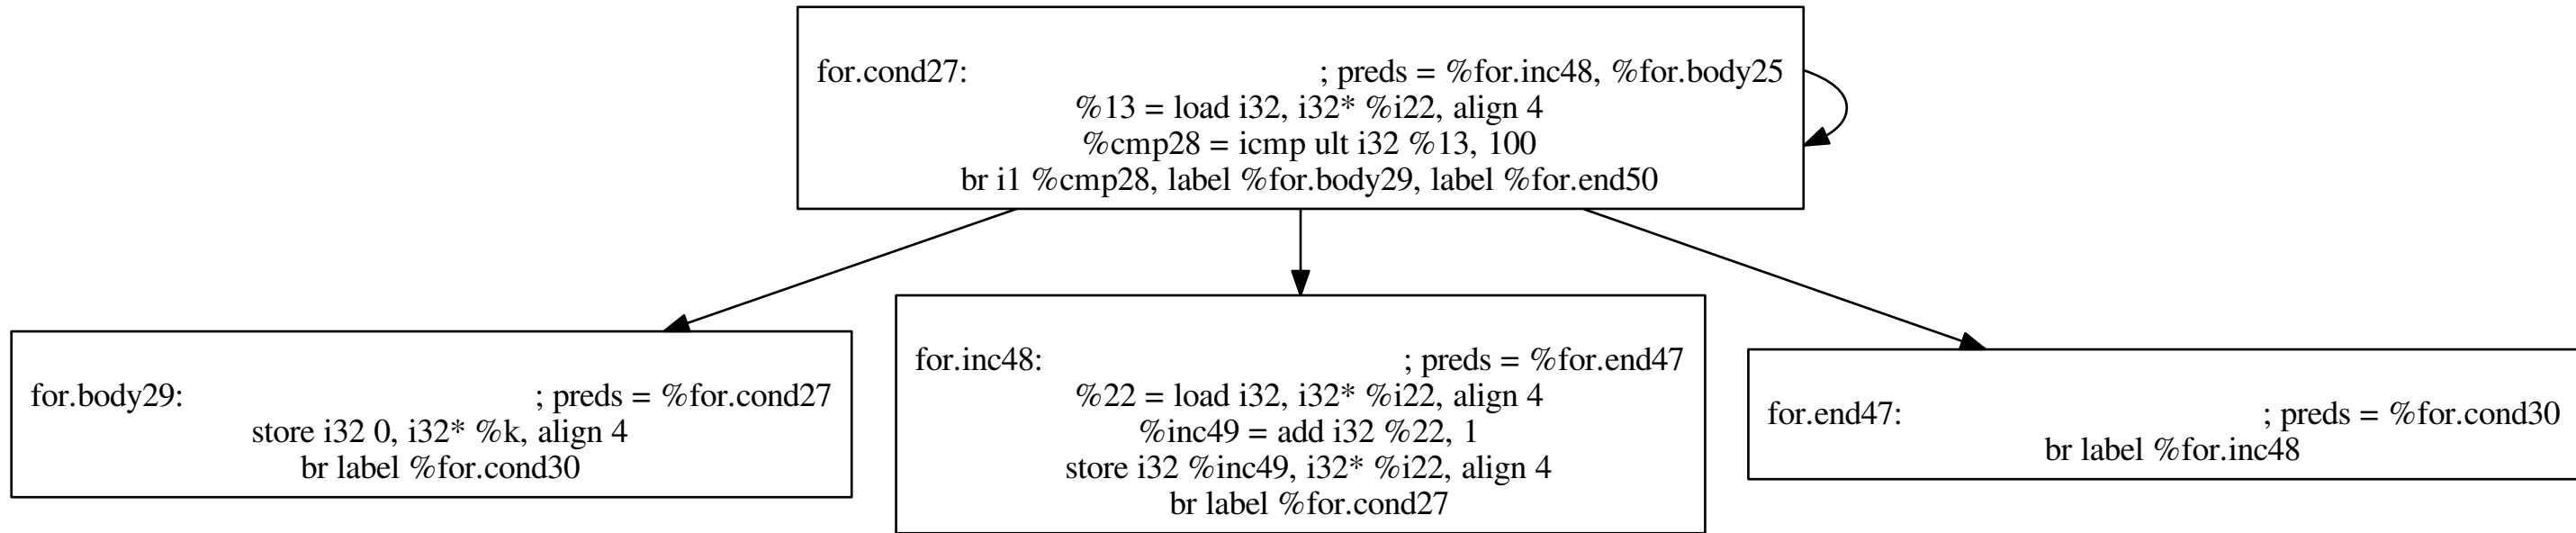 for.cond27: ; preds = %for.inc48, %for.body25
%13 = load i32, i32* %i22, align 4
%cmp28 = icmp ult i32 %13, 100
br i1 %cmp28, label %for.body29, label %for.end50
for.body29: ; preds = %for.cond27
store i32 0, i32* %k, align 4
br label %for.cond30
for.inc48: ; preds = %for.end47
%22 = load i32, i32* %i22, align 4
%inc49 = add i32 %22, 1
store i32 %inc49, i32* %i22, align 4
br label %for.cond27
for.end47: ; preds = %for.cond30
br label %for.inc48